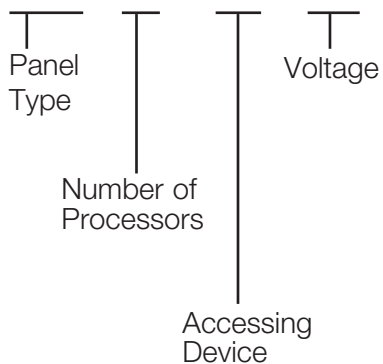 Panel
Type
Voltage
Number of
Processors
Accessing
Device